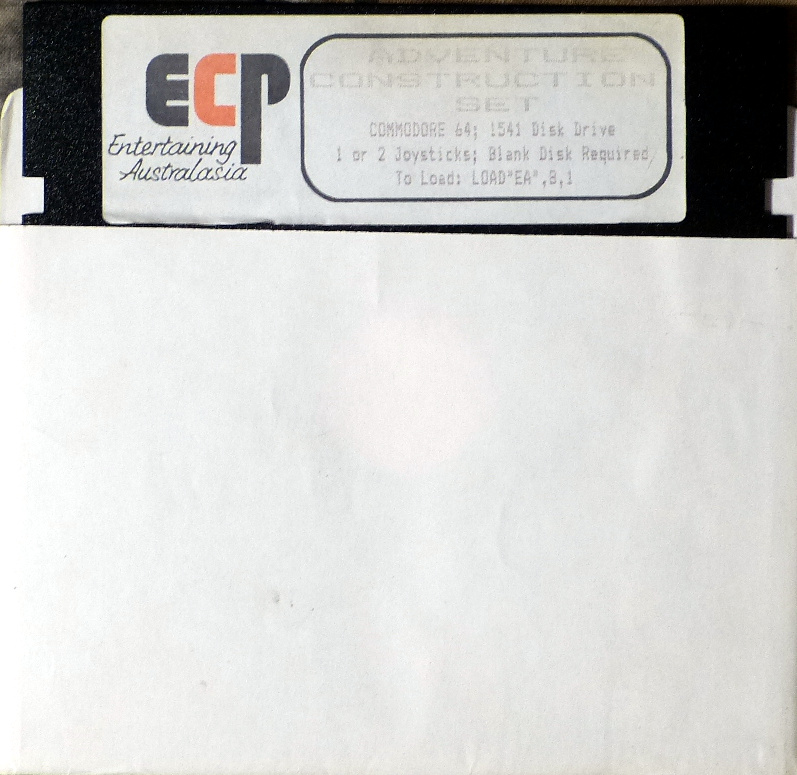 ECP
Entertaining
Australasia
ADVENTURE
CONSTRUCTION
SET
COMMODORE 64; 1541 Disk Drive
1 or 2 Joysticks; Blank Disk Required
To Load: LOAD"EA",8,1